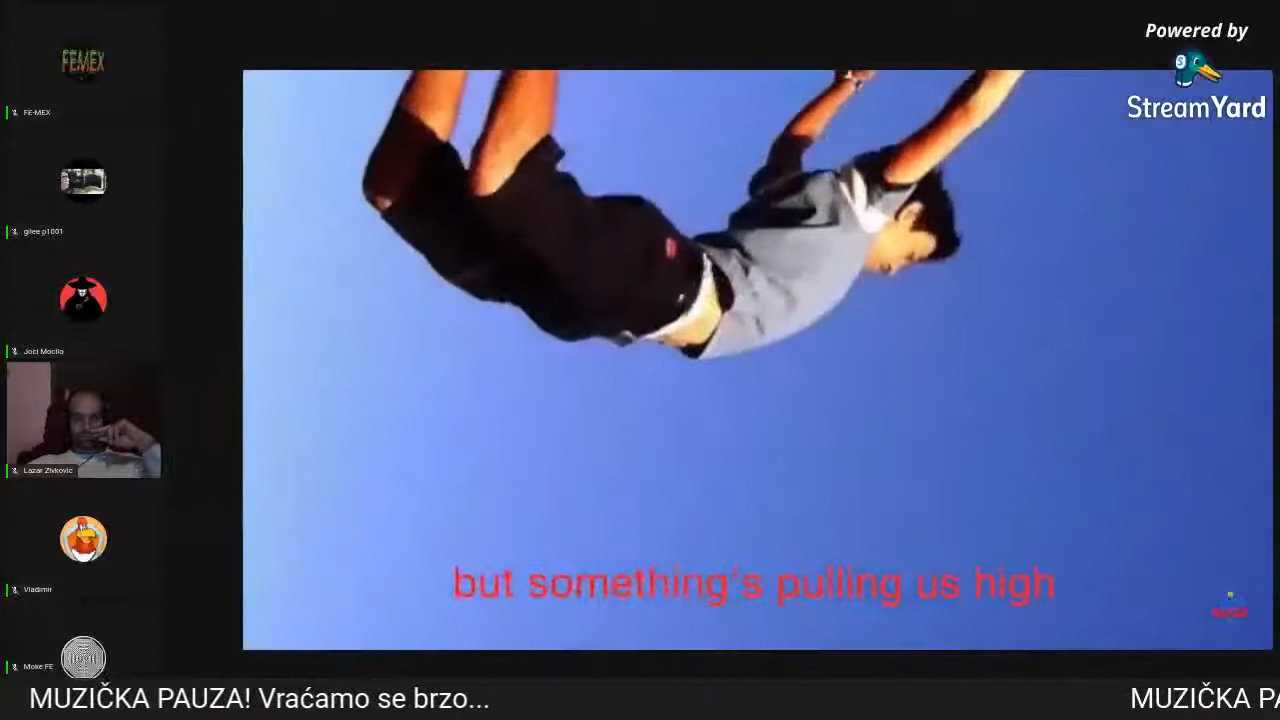 Powered by
StreamYard
FEMEX
FE-MEX
gilee p1001
Joci Mocilo
Lazar Zivkovic
Vladimir
Moke FE
but something's pulling us high
MUZIČKA PAUZA! Vraćamo se brzo...
MUZIČKA PA